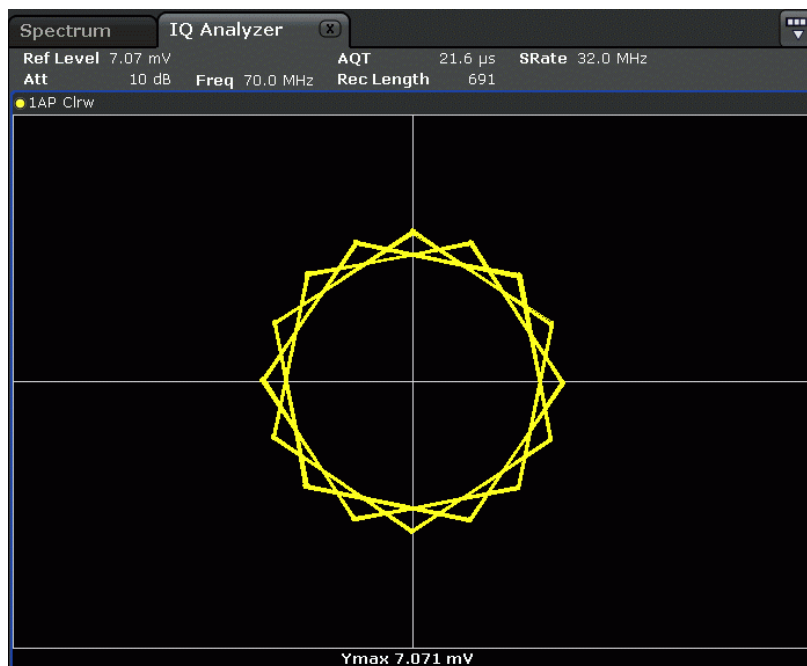 Spectrum IQ Analyzer X
Ref Level 7.07 mV AQT 21.6 µs SRate 32.0 MHz
Att 10 dB Freq 70.0 MHz Rec Length 691
1AP Clrw
Ymax 7.071 mV